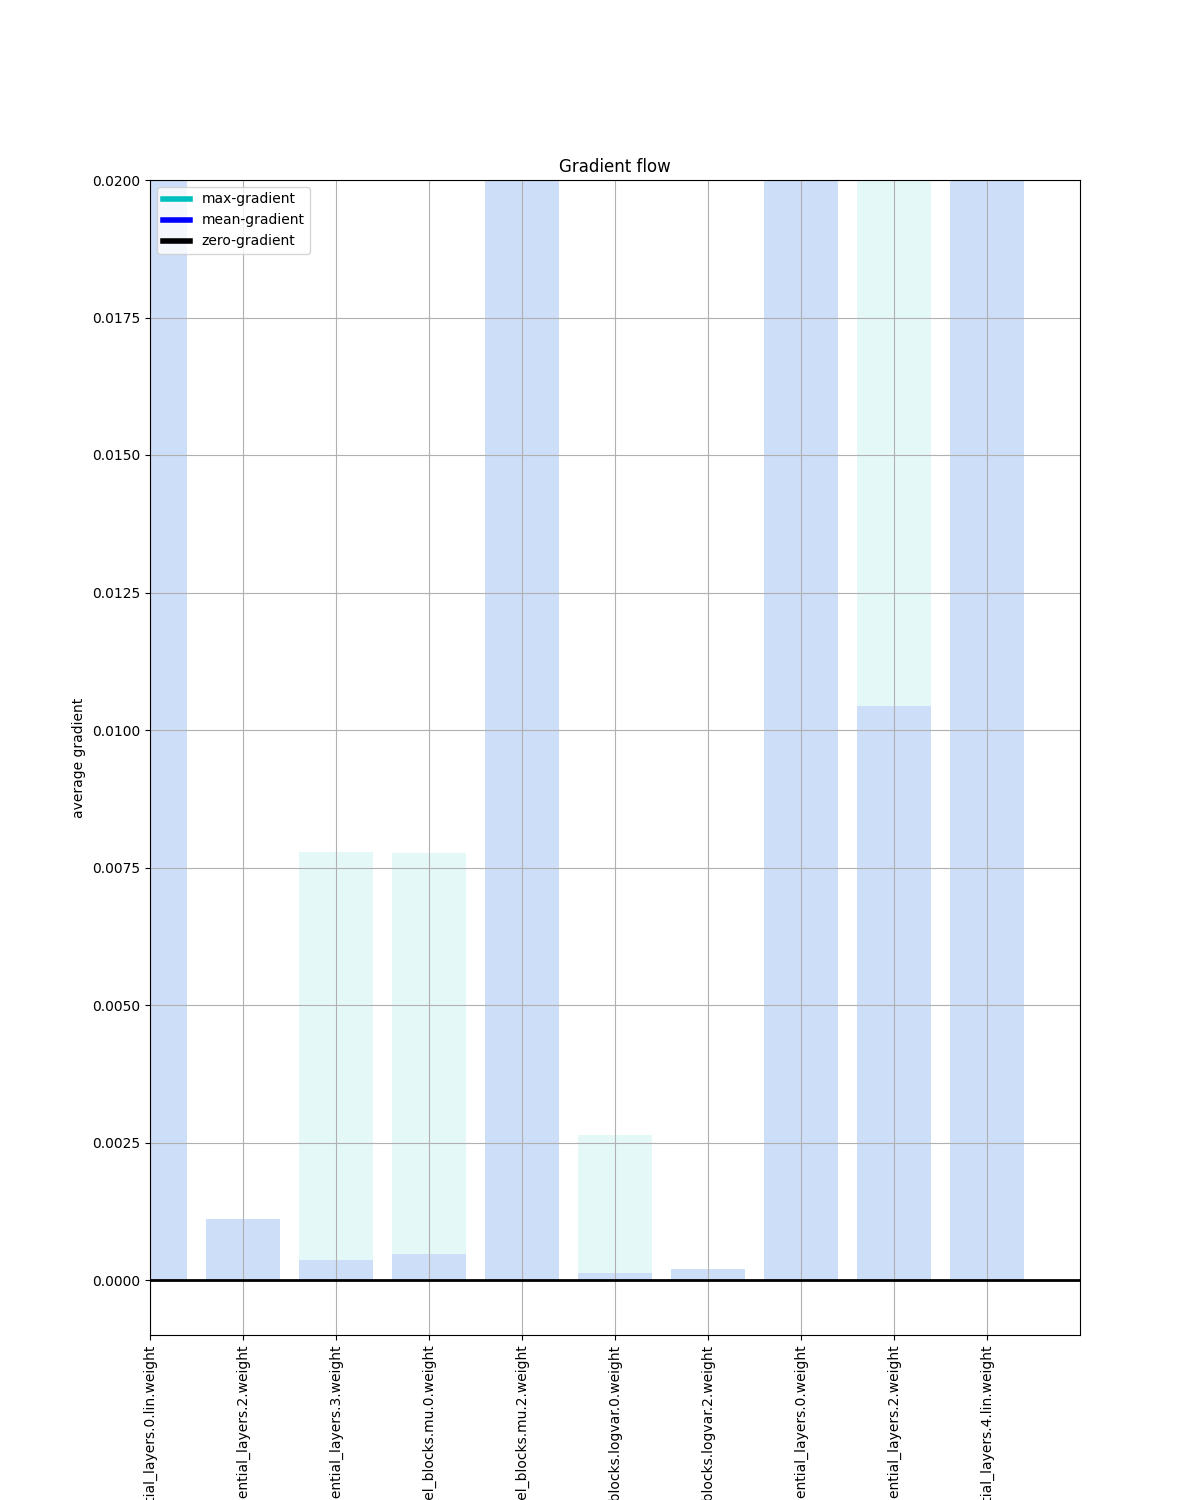 Gradient flow
max-gradient
mean-gradient
zero-gradient
average gradient
0.0200
0.0175
0.0150
0.0125
0.0100
0.0075
0.0050
0.0025
0.0000
tial_layers.0.lin.weight
ential_layers.2.weight
ential_layers.3.weight
el_blocks.mu.0.weight
el_blocks.mu.2.weight
blocks.logvar.0.weight
blocks.logvar.2.weight
ential_layers.0.weight
ential_layers.2.weight
tial_layers.4.lin.weight